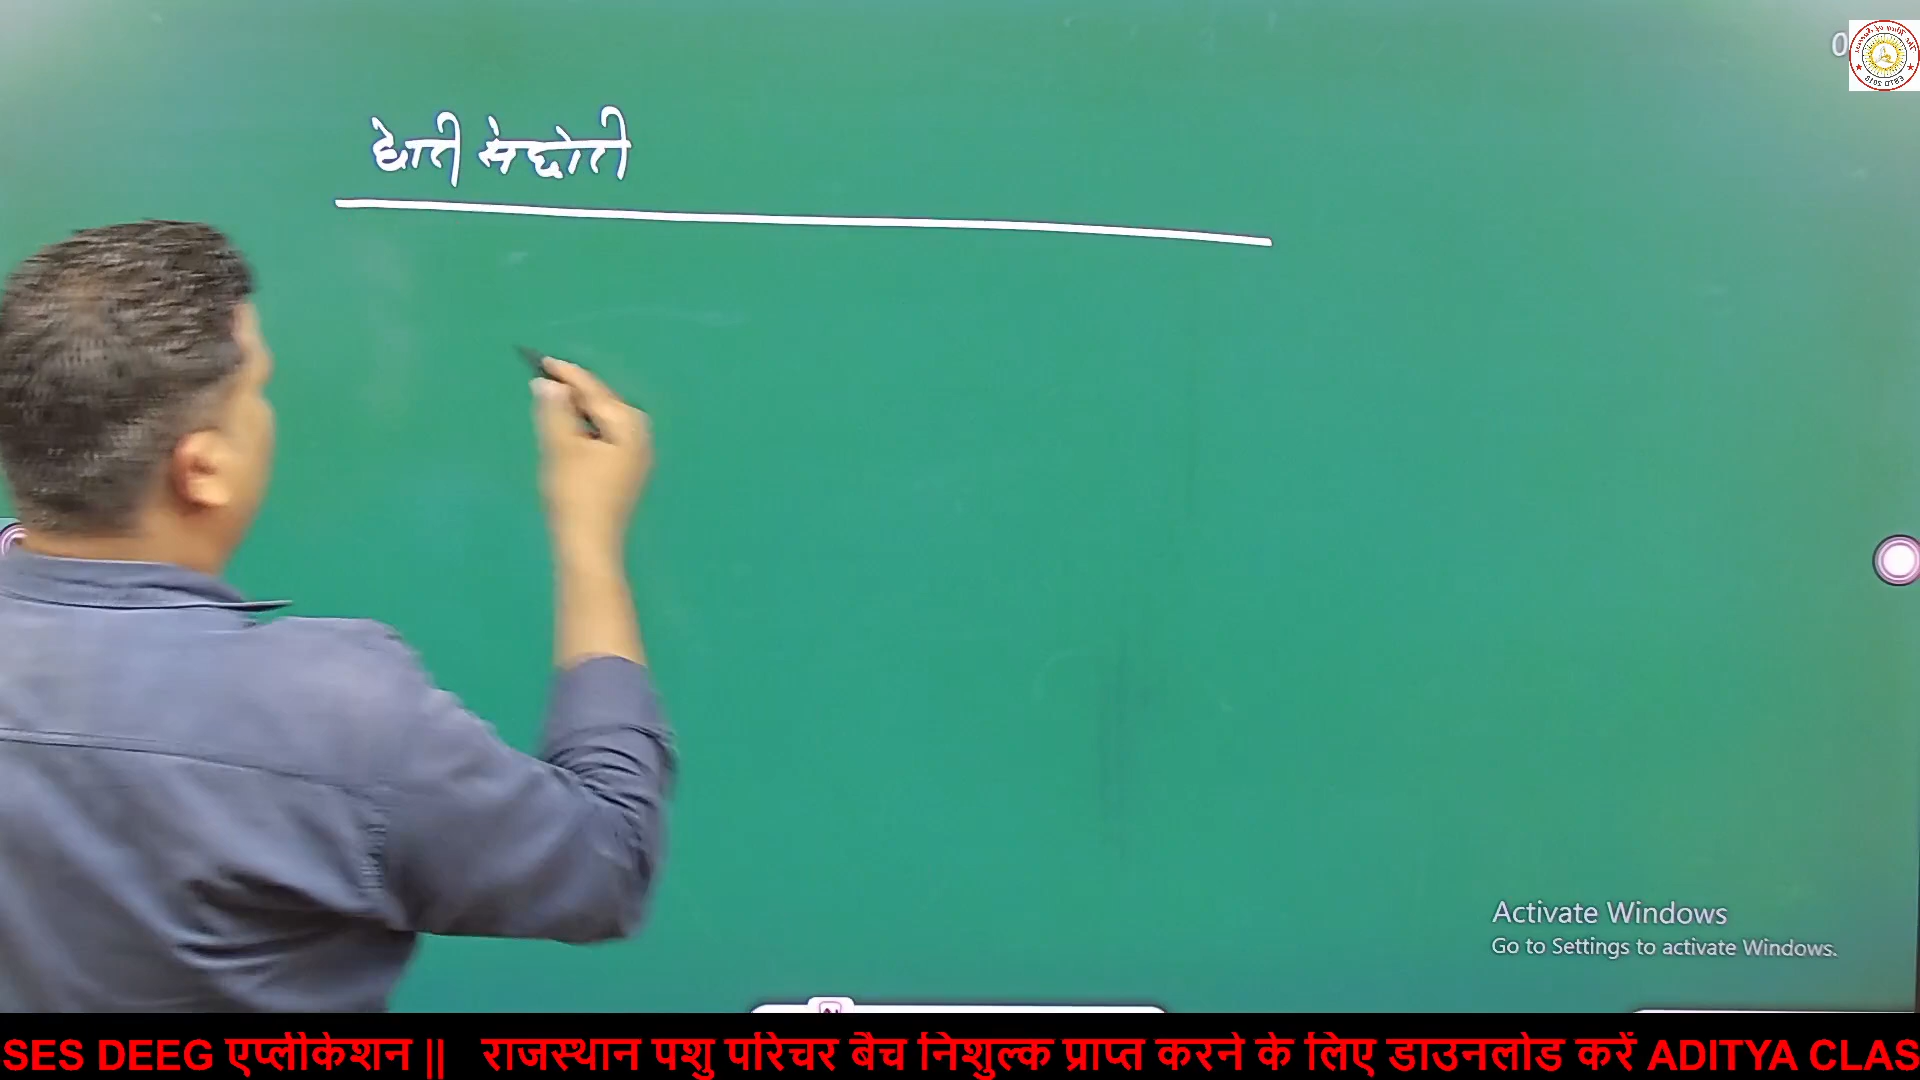 छोटी से छोटी
Activate Windows
Go to Settings to activate Windows.
SES DEEG एप्लीकेशन || राजस्थान पशु परिचर बैच निशुल्क प्राप्त करने के लिए डाउनलोड करें ADITYA CLAS